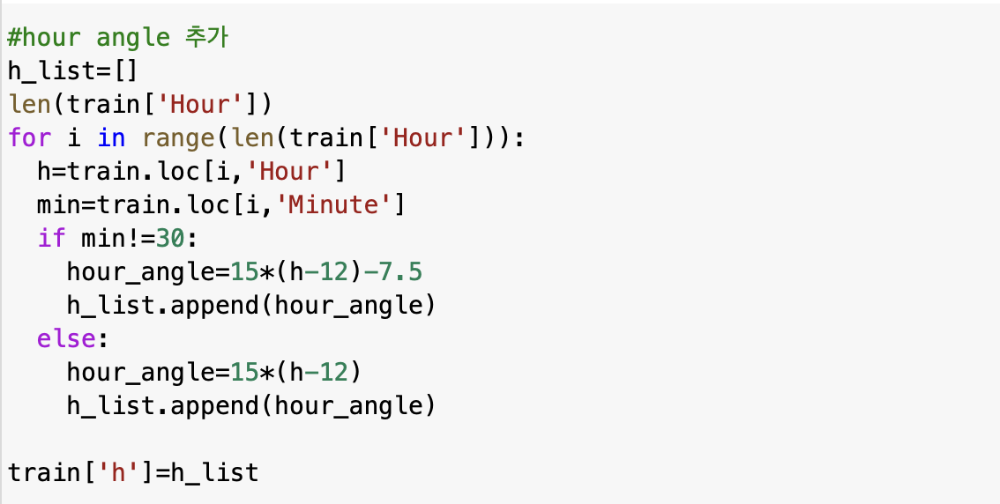 #hour angle 추가
h_list=[]
len(train['Hour'])
for i in range(len(train['Hour'])):
  h=train.loc[i,'Hour']
  min=train.loc[i,'Minute']
  if min!=30:
    hour_angle=15*(h-12)-7.5
    h_list.append(hour_angle)
  else:
    hour_angle=15*(h-12)
    h_list.append(hour_angle)

train['h']=h_list